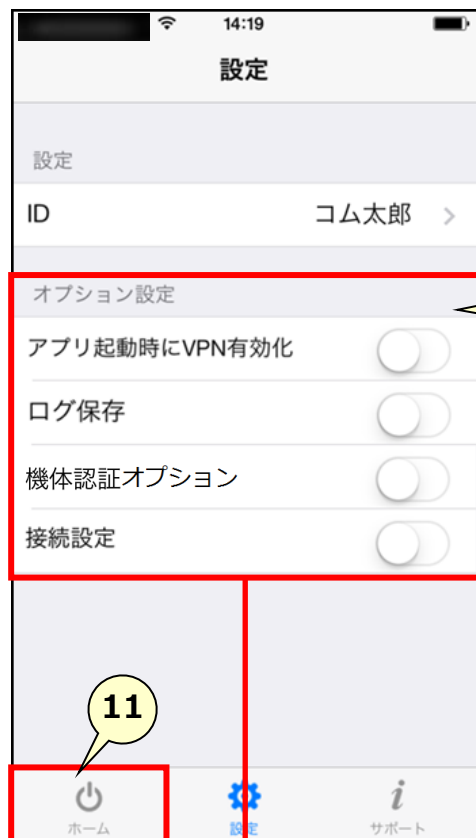 14:19
設定
設定
ID コム太郎
オプション設定
アプリ起動時にVPN有効化
ログ保存
機体認証オプション
接続設定
11
ホーム 設定 サポート